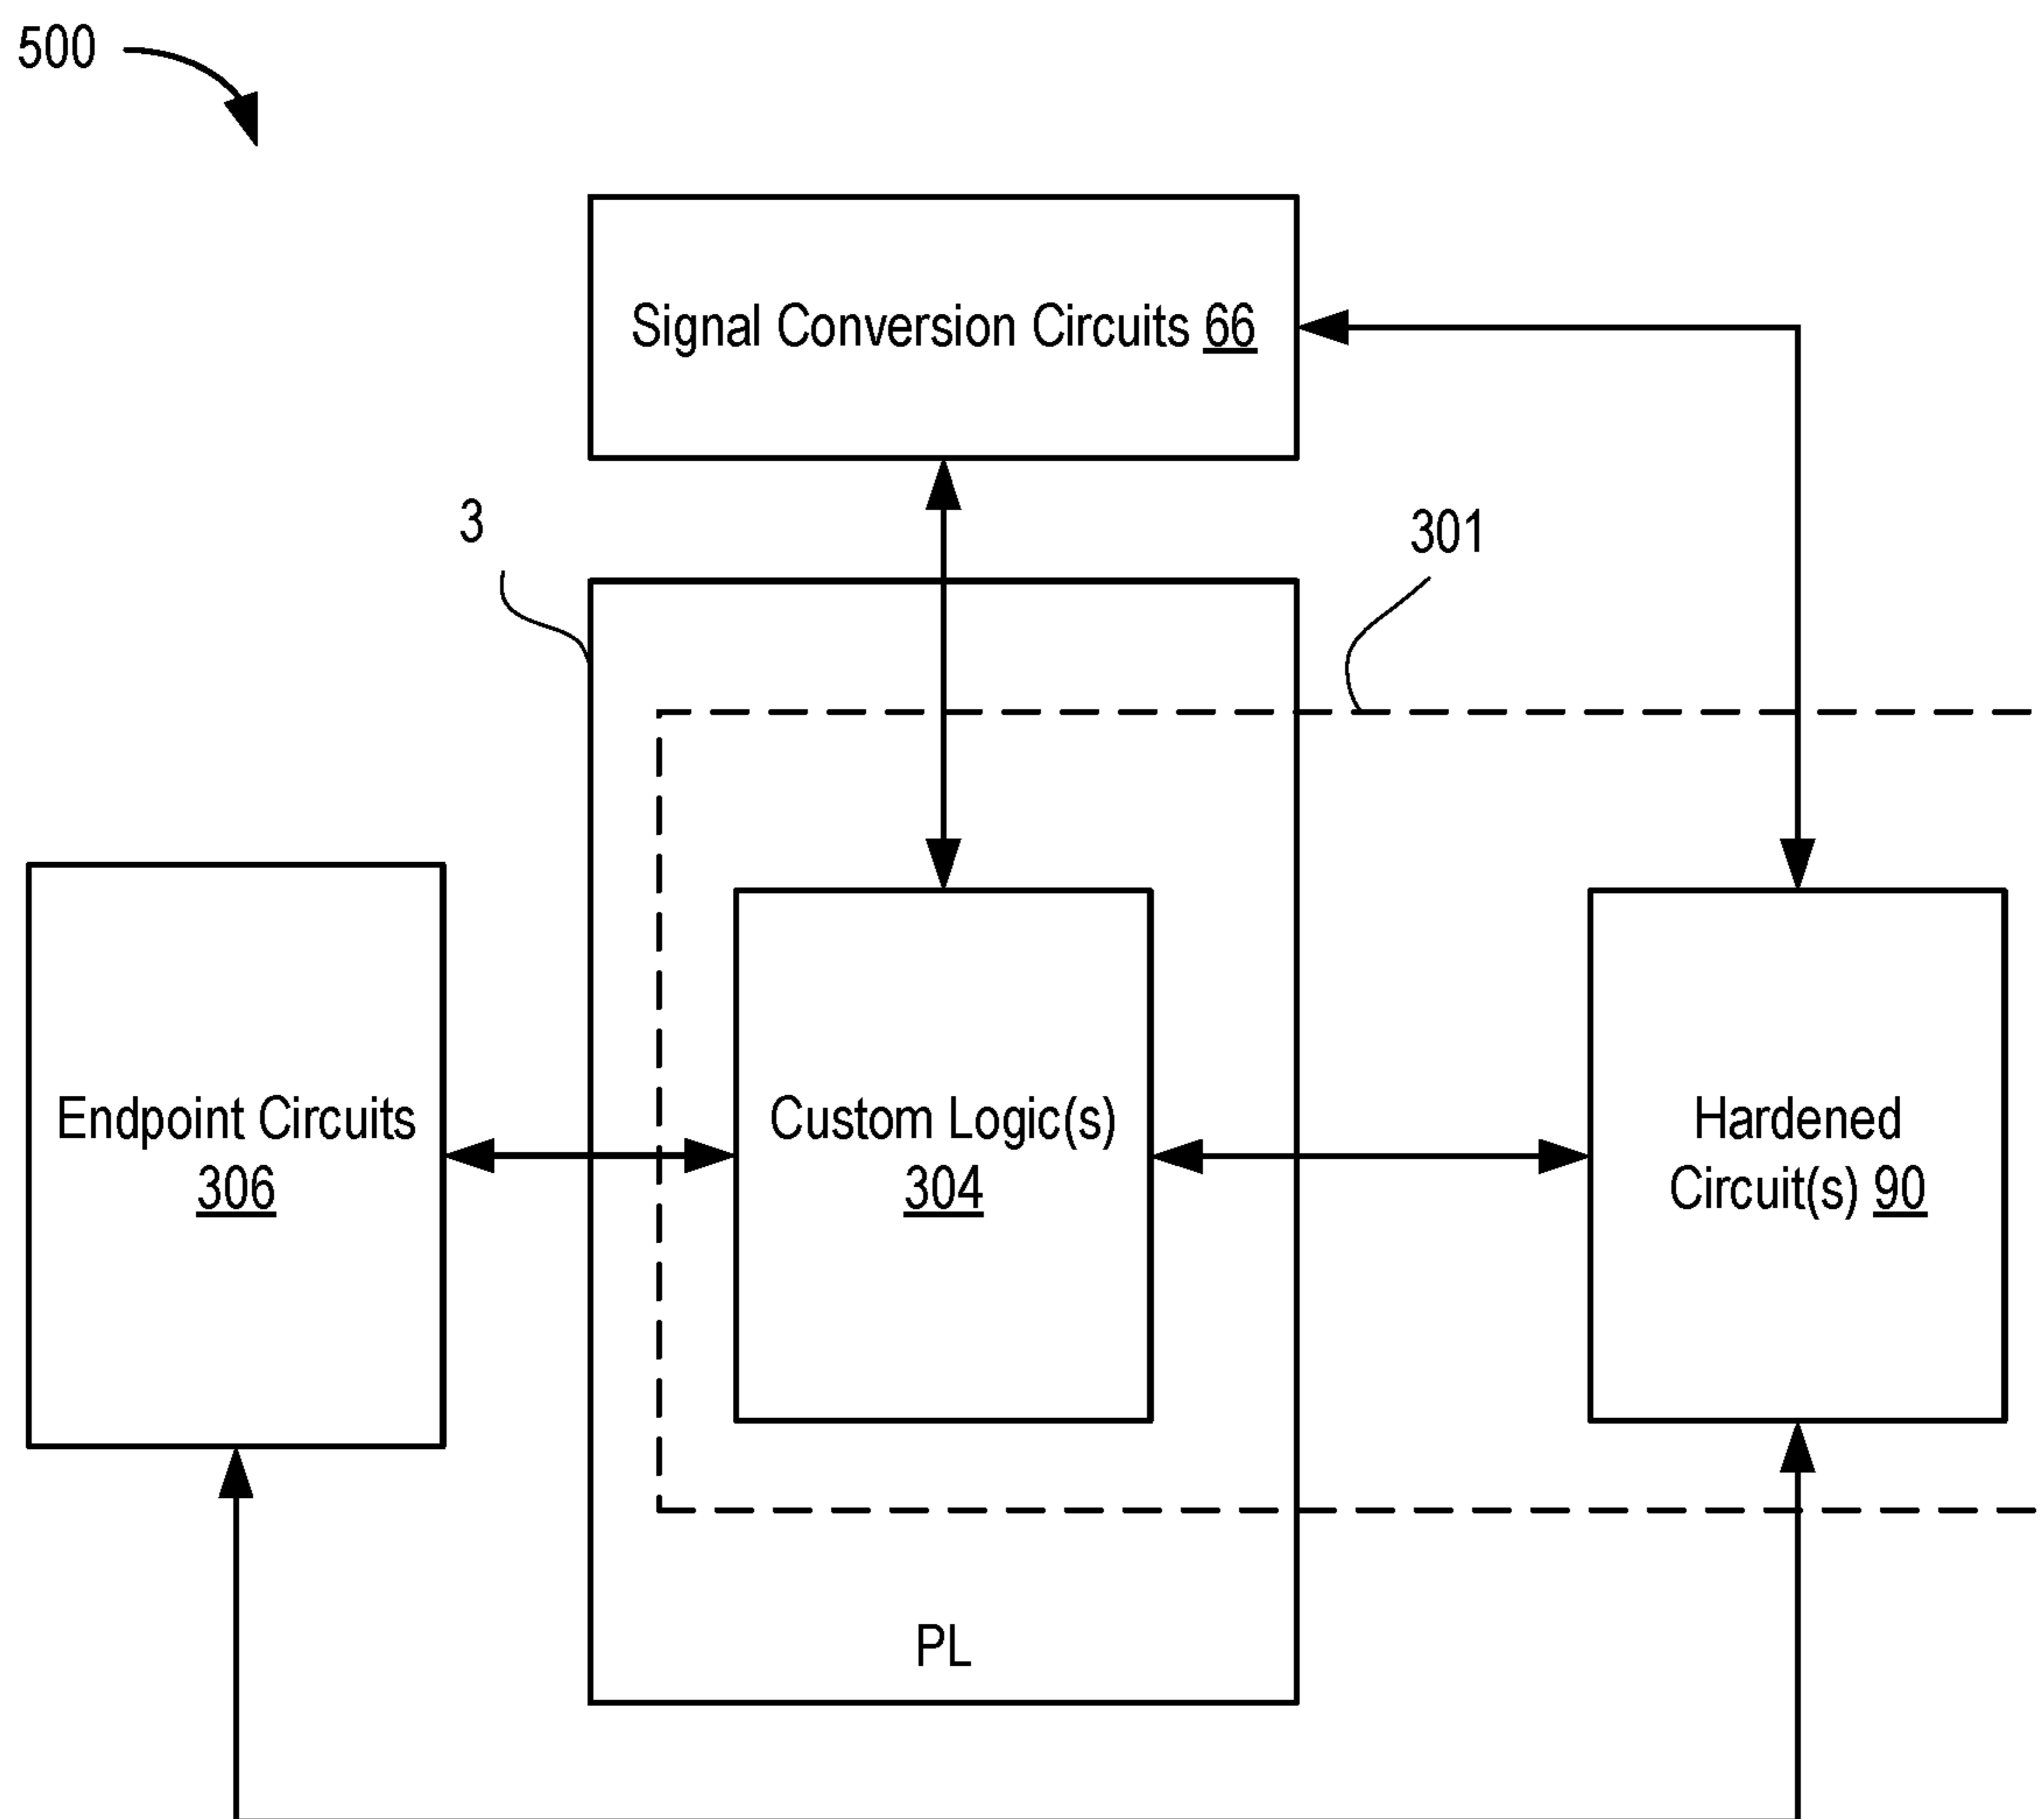 500
Signal Conversion Circuits 66
3
301
Endpoint Circuits
306
Custom Logic(s)
304
Hardened
Circuit(s) 90
PL